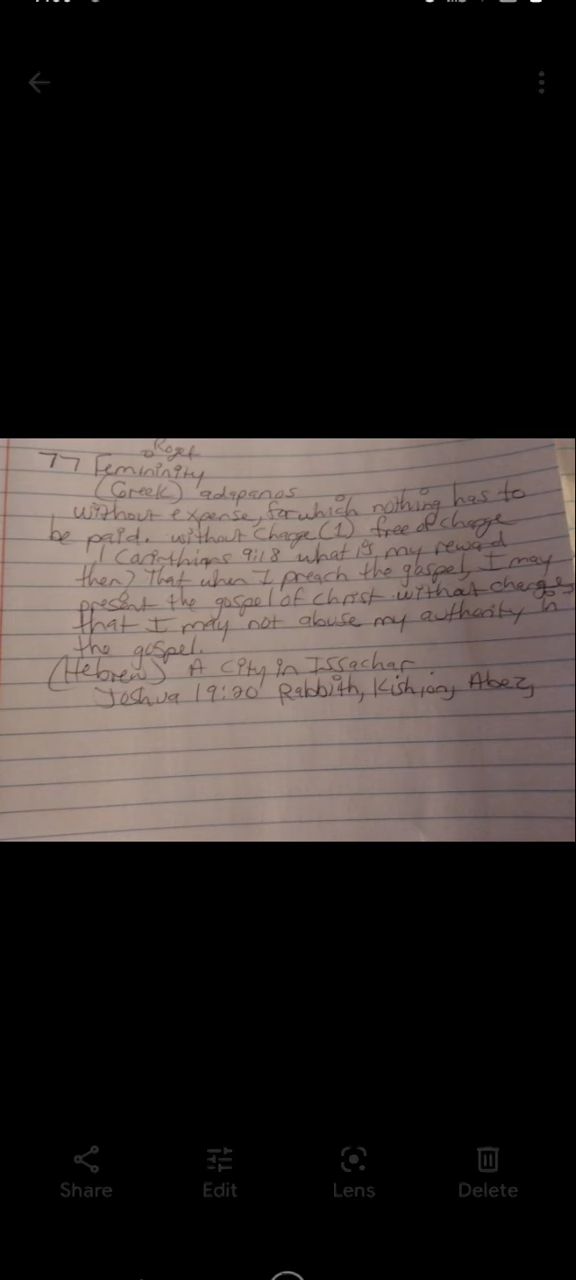 Roget
77 Femininity
(Greek) adapanos
without expense, for which nothing has to
be paid. without charge (1) free of charge
1 Corinthians 9:18 what is my reward
then? That when I preach the gospel, I may
present the gospel of Christ without charge,
that I may not abuse my authority in
the gospel.
(Hebrew) A City in Issachar
Joshua 19:20 Rabbith, Kishion, Abez,
Share Edit Lens Delete